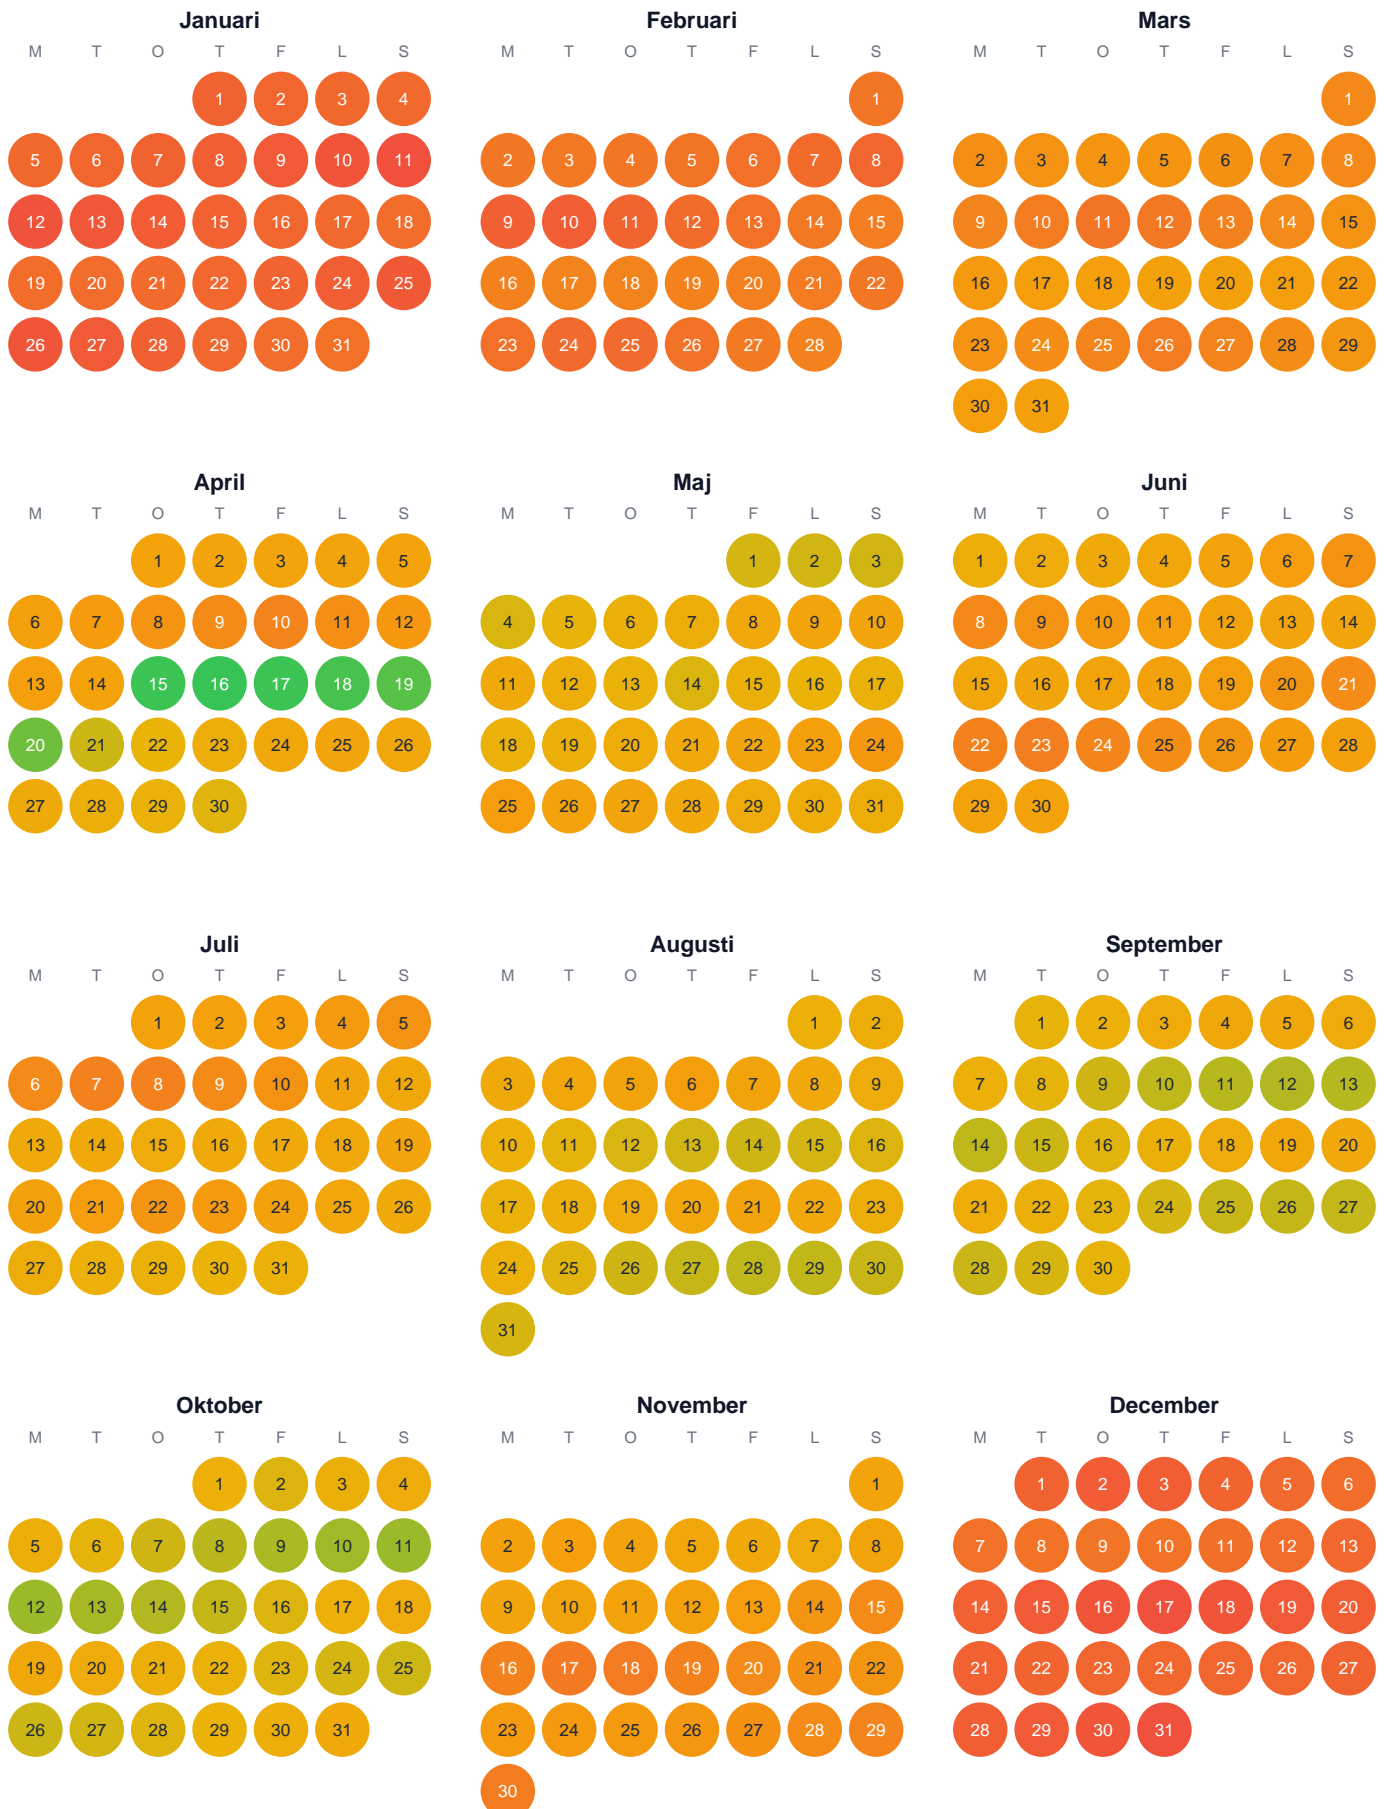 Januari Februari Mars
M T O T F L S M T O T F L S M T O T F L S
1 2 3 4 1 1
5 6 7 8 9 10 11 2 3 4 5 6 7 8 2 3 4 5 6 7 8
12 13 14 15 16 17 18 9 10 11 12 13 14 15 9 10 11 12 13 14 15
19 20 21 22 23 24 25 16 17 18 19 20 21 22 16 17 18 19 20 21 22
26 27 28 29 30 31 23 24 25 26 27 28 23 24 25 26 27 28 29
30 31
April Maj Juni
M T O T F L S M T O T F L S M T O T F L S
1 2 3 4 5 1 2 3 1 2 3 4 5 6 7
6 7 8 9 10 11 12 4 5 6 7 8 9 10 8 9 10 11 12 13 14
13 14 15 16 17 18 19 11 12 13 14 15 16 17 15 16 17 18 19 20 21
20 21 22 23 24 25 26 18 19 20 21 22 23 24 22 23 24 25 26 27 28
27 28 29 30 25 26 27 28 29 30 31 29 30
Juli Augusti September
M T O T F L S M T O T F L S M T O T F L S
1 2 3 4 5 1 2 1 2 3 4 5 6
6 7 8 9 10 11 12 3 4 5 6 7 8 9 7 8 9 10 11 12 13
13 14 15 16 17 18 19 10 11 12 13 14 15 16 14 15 16 17 18 19 20
20 21 22 23 24 25 26 17 18 19 20 21 22 23 21 22 23 24 25 26 27
27 28 29 30 31 24 25 26 27 28 29 30 28 29 30
31
Oktober November December
M T O T F L S M T O T F L S M T O T F L S
1 2 3 4 1 1 2 3 4 5 6
5 6 7 8 9 10 11 2 3 4 5 6 7 8 7 8 9 10 11 12 13
12 13 14 15 16 17 18 9 10 11 12 13 14 15 14 15 16 17 18 19 20
19 20 21 22 23 24 25 16 17 18 19 20 21 22 21 22 23 24 25 26 27
26 27 28 29 30 31 23 24 25 26 27 28 29 28 29 30 31
30